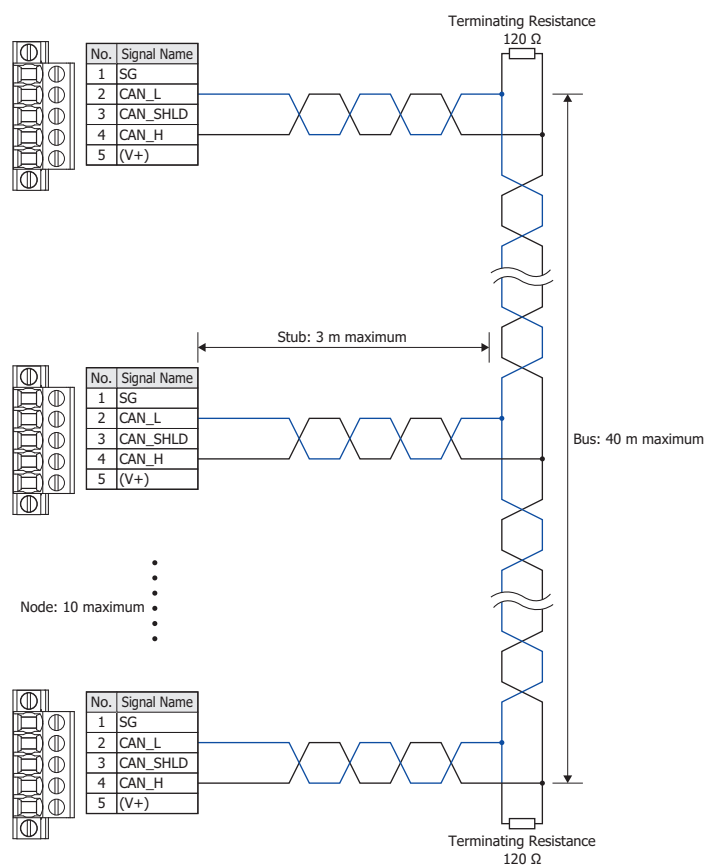 Terminating Resistance
120 Ω
No. Signal Name
1 SG
2 CAN_L
3 CAN_SHLD
4 CAN_H
5 (V+)
Stub: 3 m maximum
No. Signal Name
1 SG
2 CAN_L
3 CAN_SHLD
4 CAN_H
5 (V+)
Bus: 40 m maximum
Node: 10 maximum
No. Signal Name
1 SG
2 CAN_L
3 CAN_SHLD
4 CAN_H
5 (V+)
Terminating Resistance
120 Ω